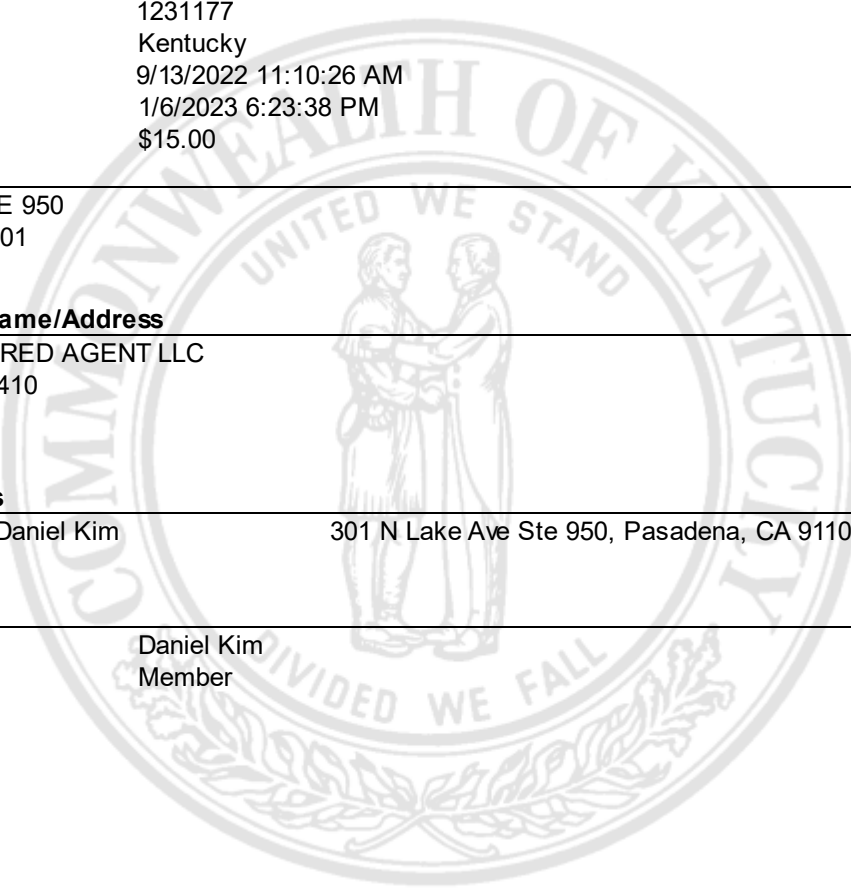 1231177
Kentucky
9/13/2022 11:10:26 AM
1/6/2023 6:23:38 PM
$15.00
E 950
01
ame/Address
RED AGENT LLC
410
s
Daniel Kim 301 N Lake Ave Ste 950, Pasadena, CA 9110
Daniel Kim
Member
COMMONWEALTH OF KENTUCKY
UNITED WE STAND
DIVIDED WE FALL